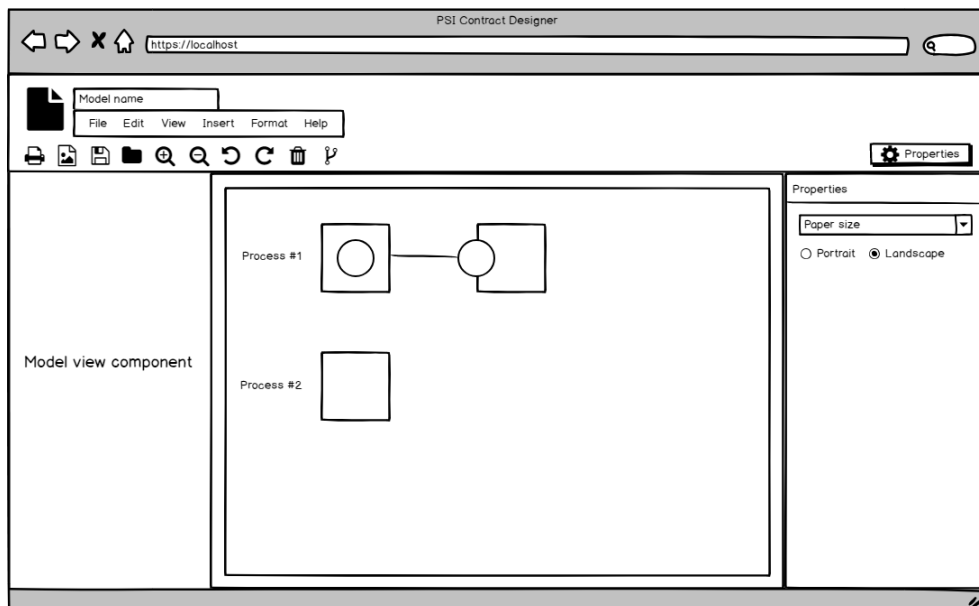 PSI Contract Designer
https://localhost
Model name
File Edit View Insert Format Help
Properties
Properties
Paper size
Portrait Landscape
Process #1
Model view component
Process #2